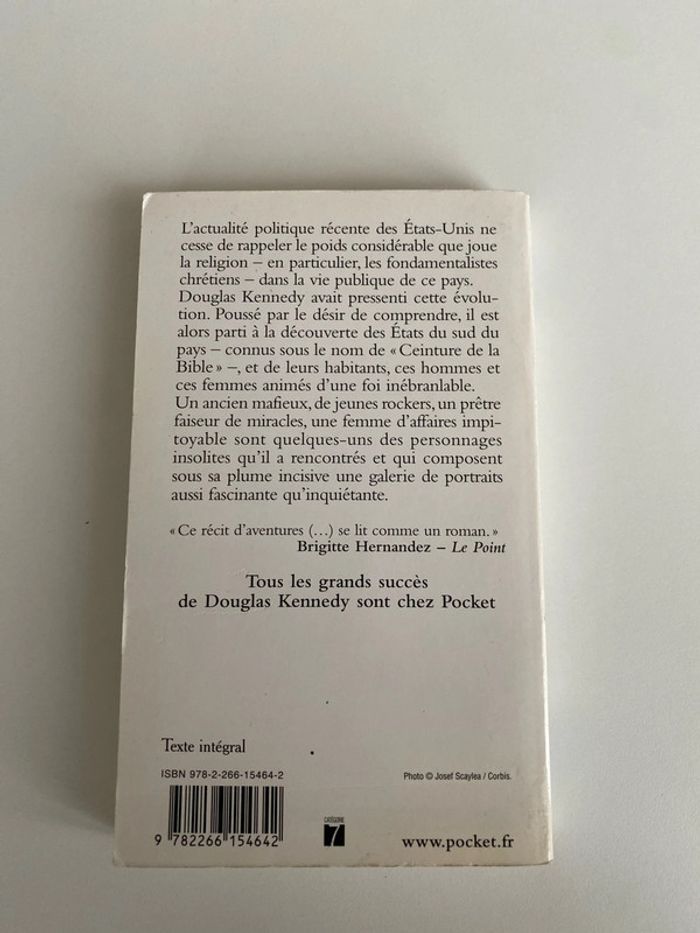 L'actualité politique récente des États-Unis ne
cesse de rappeler le poids considérable que joue
la religion – en particulier, les fondamentalistes
chrétiens – dans la vie publique de ce pays.
Douglas Kennedy avait pressenti cette évolu-
tion. Poussé par le désir de comprendre, il est
alors parti à la découverte des États du sud du
pays – connus sous le nom de « Ceinture de la
Bible » –, et de leurs habitants, ces hommes et
ces femmes animés d'une foi inébranlable.
Un ancien mafieux, de jeunes rockers, un prêtre
faiseur de miracles, une femme d'affaires impi-
toyable sont quelques-uns des personnages
insolites qu'il a rencontrés et qui composent
sous sa plume incisive une galerie de portraits
aussi fascinante qu'inquiétante.
« Ce récit d'aventures (...) se lit comme un roman. »
Brigitte Hernandez – Le Point
Tous les grands succès
de Douglas Kennedy sont chez Pocket
Texte intégral
ISBN 978-2-266-15464-2
Photo © Josef Scaylea / Corbis.
9 782266 154642
CATÉGORIE
7
www.pocket.fr